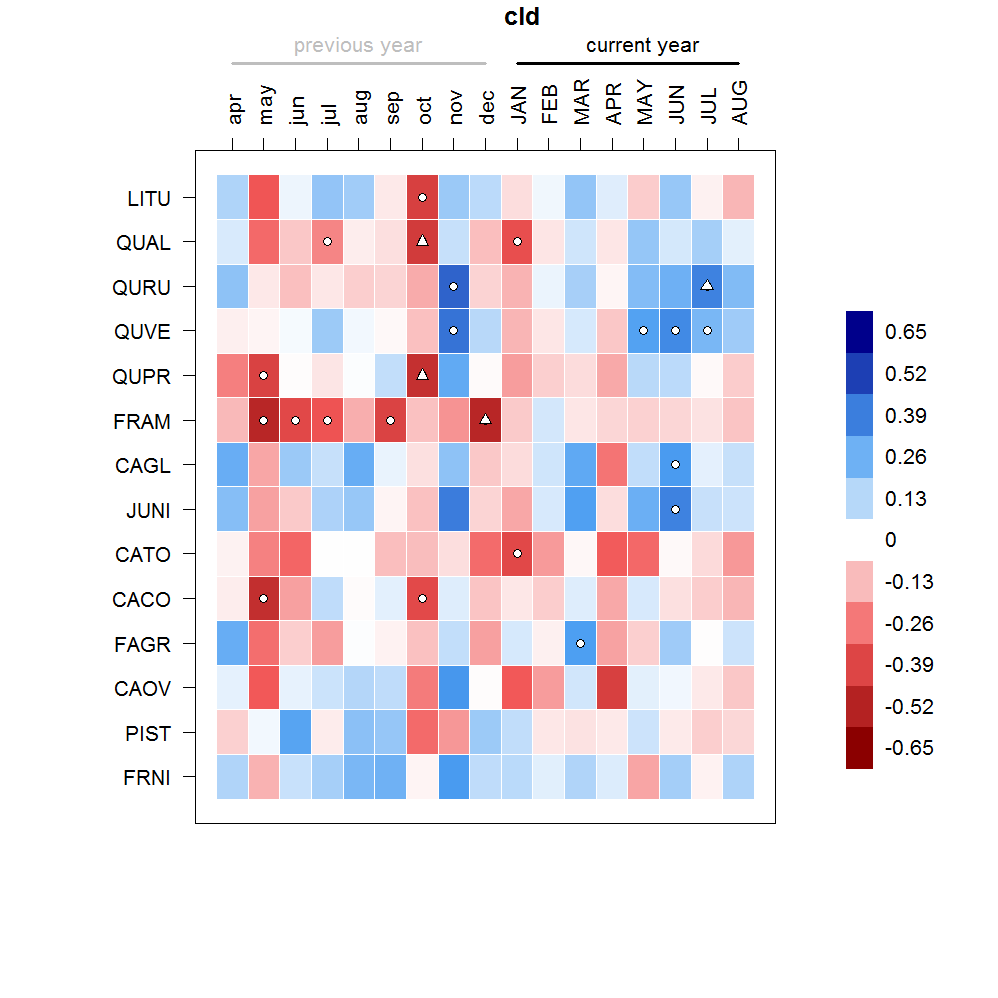 cld
previous year
current year
apr
may
jun
jul
aug
sep
oct
nov
dec
JAN
FEB
MAR
APR
MAY
JUN
JUL
AUG
LITU
QUAL
QURU
QUVE
QUPR
FRAM
CAGL
JUNI
CATO
CACO
FAGR
CAOV
PIST
FRNI
0.65
0.52
0.39
0.26
0.13
0
-0.13
-0.26
-0.39
-0.52
-0.65